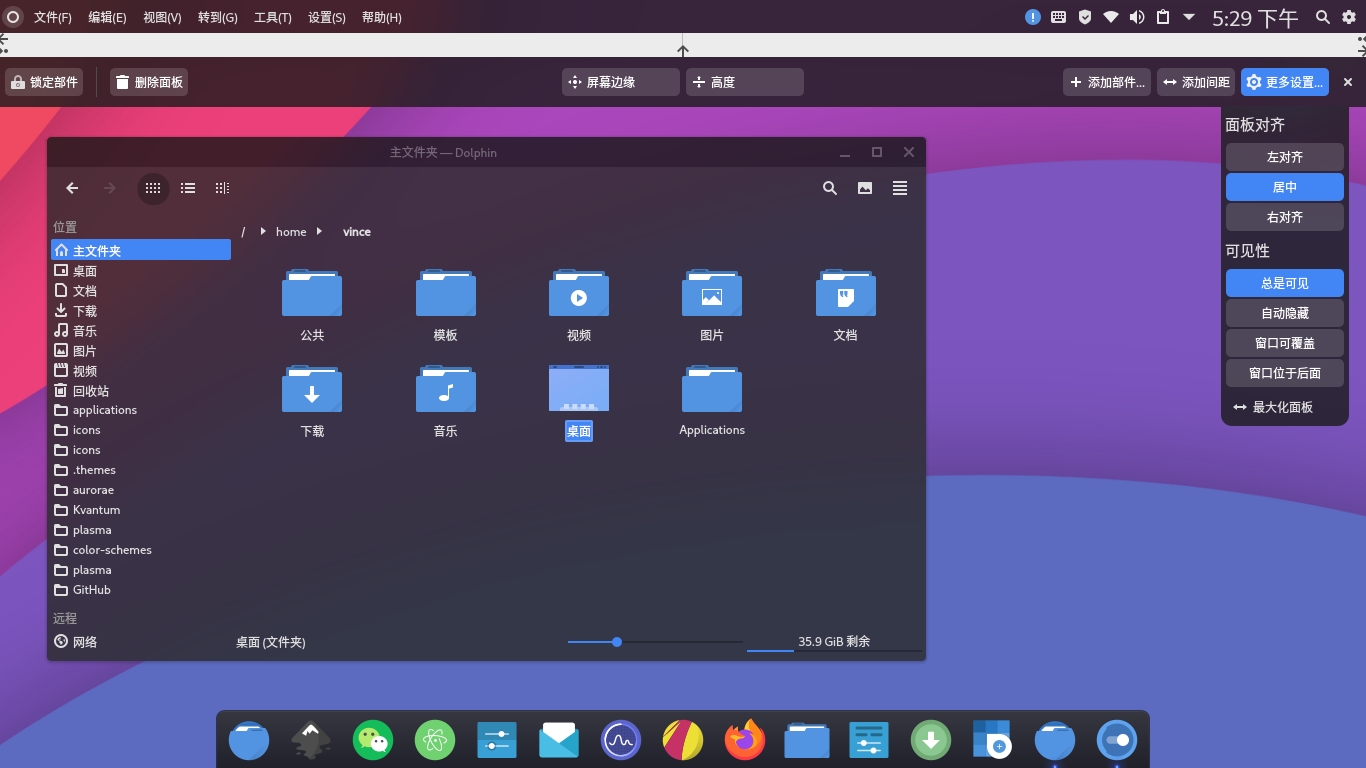 文件(F) 编辑(E) 视图(V) 转到(G) 工具(T) 设置(S) 帮助(H) 5:29 下午
锁定部件 删除面板 屏幕边缘 高度 添加部件... 添加间距 更多设置...
面板对齐
左对齐
居中
右对齐
可见性
总是可见
自动隐藏
窗口可覆盖
窗口位于后面
最大化面板
主文件夹 — Dolphin
位置
主文件夹
桌面
文档
下载
音乐
图片
视频
回收站
applications
icons
icons
.themes
aurorae
Kvantum
plasma
color-schemes
plasma
GitHub
远程
网络
/ home vince
公共 模板 视频 图片 文档
下载 音乐 桌面 Applications
桌面 (文件夹) 35.9 GiB 剩余